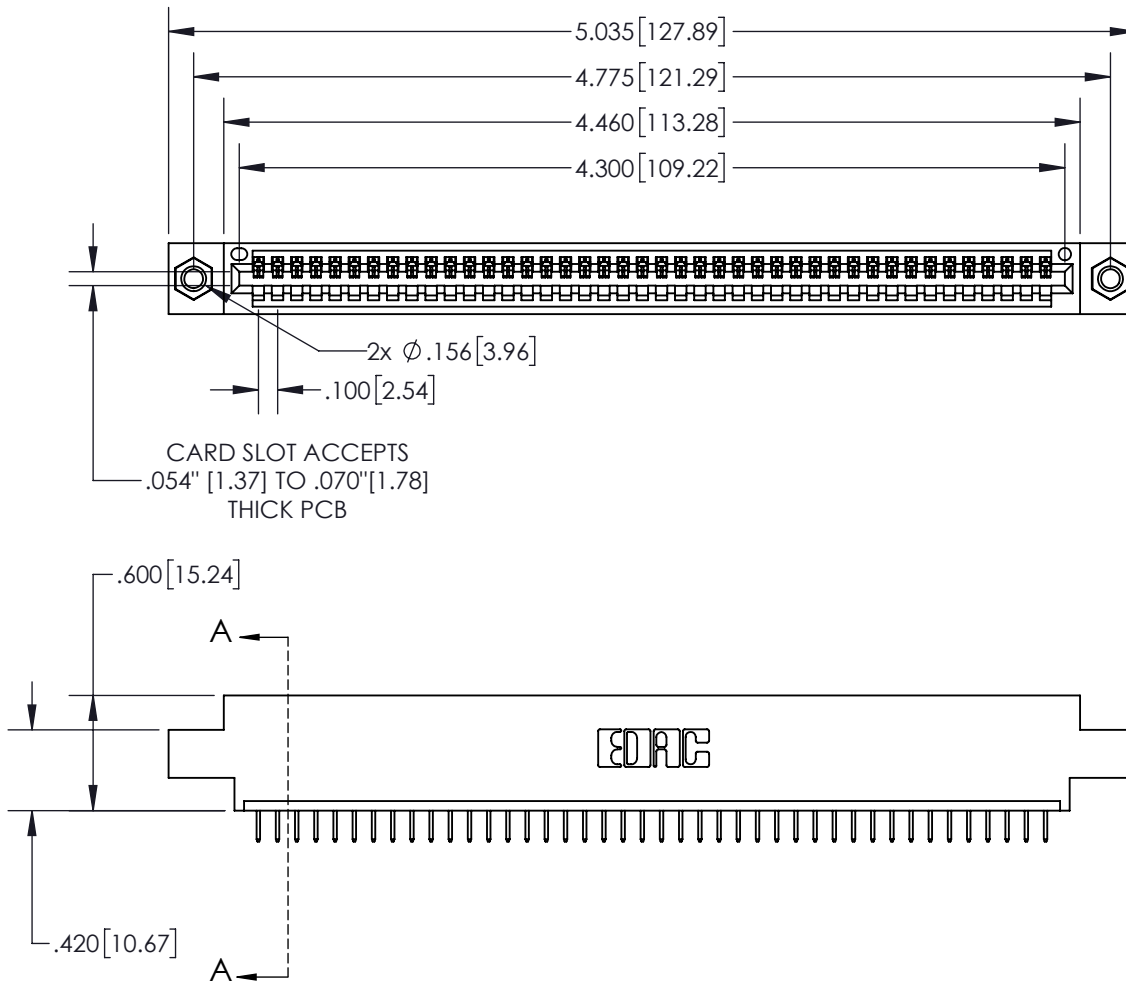 5.035[127.89]
4.775[121.29]
4.460[113.28]
4.300[109.22]
2x Ø.156[3.96]
.100[2.54]
CARD SLOT ACCEPTS
.054" [1.37] TO .070"[1.78]
THICK PCB
.600[15.24]
A
EDAC
.420[10.67]
A